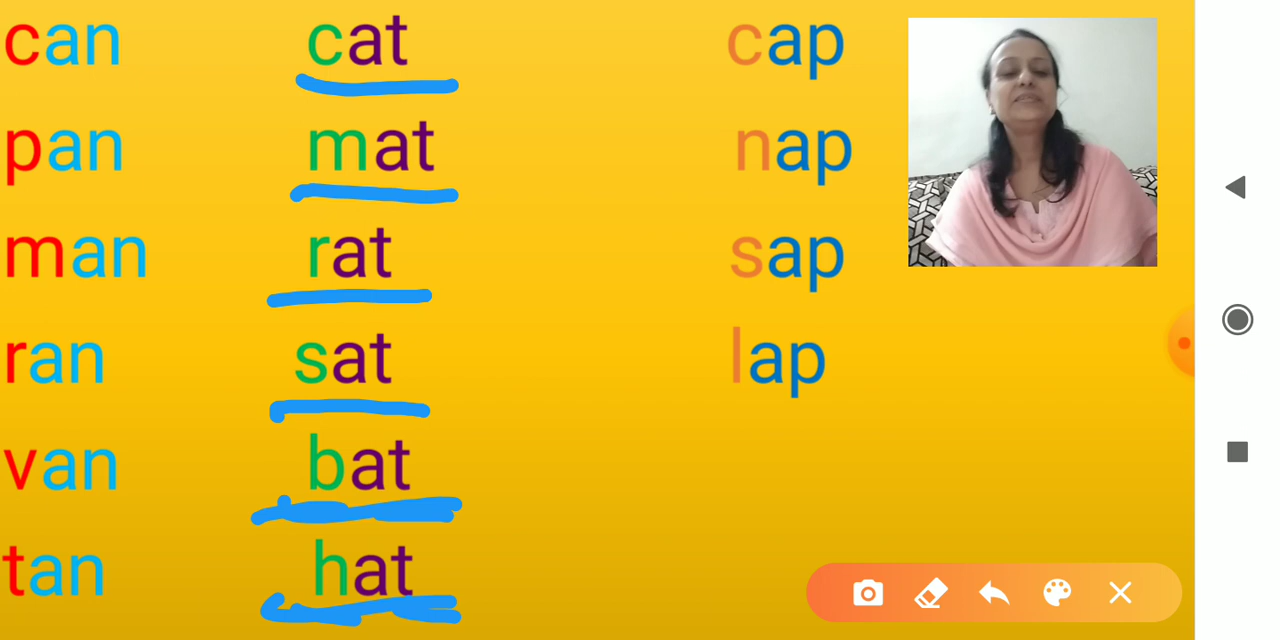 can cat cap
pan mat nap
man rat sap
ran sat lap
van bat
tan hat